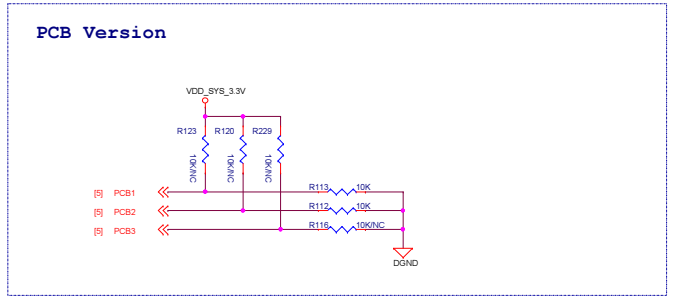 PCB Version
VDD_SYS_3.3V
R123 R120 R229
10K/NC 10K/NC 10K/NC
[5] PCB1 R113 10K
[5] PCB2 R112 10K
[5] PCB3 R116 10K/NC
DGND